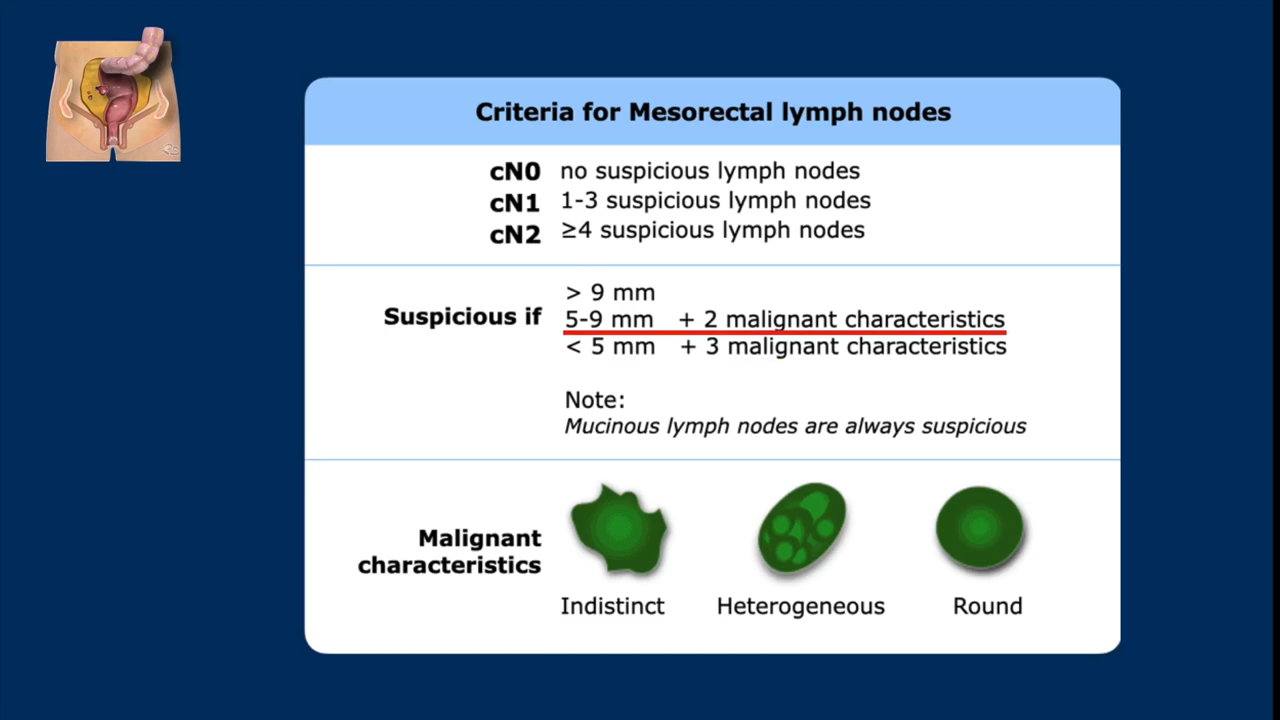 Criteria for Mesorectal lymph nodes
cN0 no suspicious lymph nodes
cN1 1-3 suspicious lymph nodes
cN2 ≥4 suspicious lymph nodes
Suspicious if
> 9 mm
5-9 mm + 2 malignant characteristics
< 5 mm + 3 malignant characteristics
Note:
Mucinous lymph nodes are always suspicious
Malignant
characteristics
Indistinct Heterogeneous Round